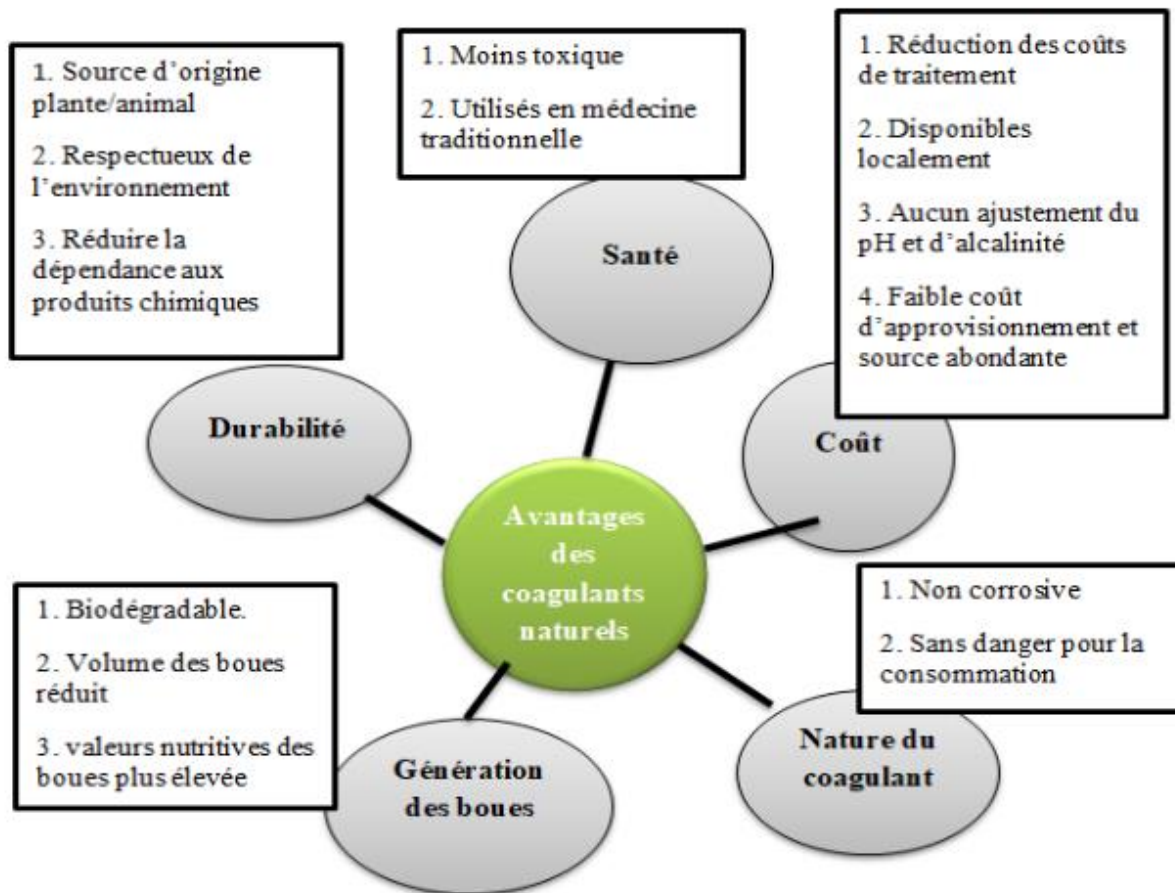 1. Source d'origine
plante/animal
2. Respectueux de
l'environnement
3. Réduire la
dépendance aux
produits chimiques
Durabilité
1. Moins toxique
2. Utilisés en médecine
traditionnelle
Santé
1. Réduction des coûts
de traitement
2. Disponibles
localement
3. Aucun ajustement du
pH et d'alcalinité
4. Faible coût
d'approvisionnement et
source abondante
Coût
Avantages
des
coagulants
naturels
1. Biodégradable.
2. Volume des boues
réduit
3. valeurs nutritives des
boues plus élevée
Génération
des boues
1. Non corrosive
2. Sans danger pour la
consommation
Nature du
coagulant